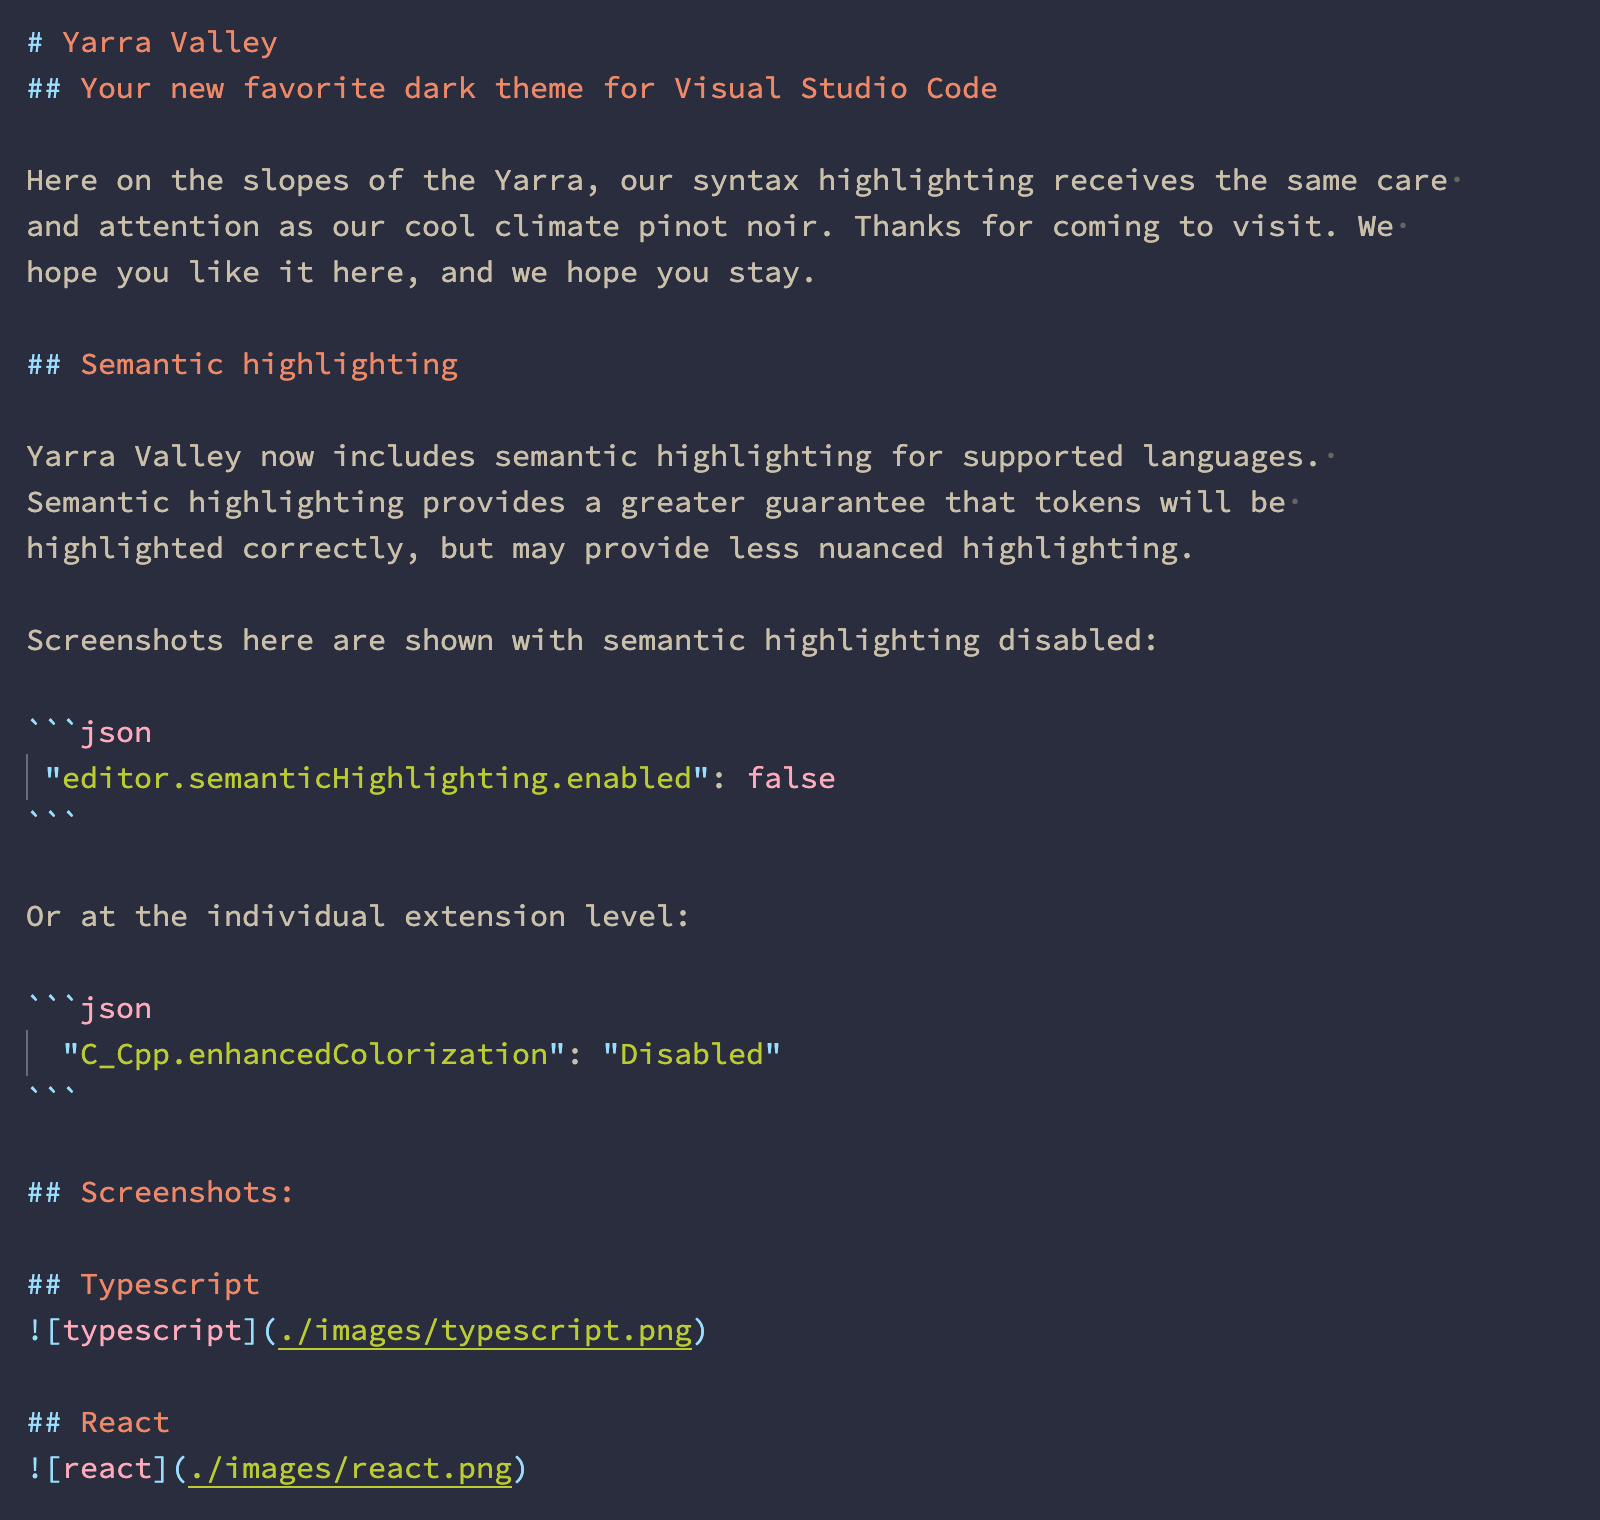 # Yarra Valley
## Your new favorite dark theme for Visual Studio Code
Here on the slopes of the Yarra, our syntax highlighting receives the same care
and attention as our cool climate pinot noir. Thanks for coming to visit. We
hope you like it here, and we hope you stay.
## Semantic highlighting
Yarra Valley now includes semantic highlighting for supported languages.
Semantic highlighting provides a greater guarantee that tokens will be
highlighted correctly, but may provide less nuanced highlighting.
Screenshots here are shown with semantic highlighting disabled:
```json
 "editor.semanticHighlighting.enabled": false
```
Or at the individual extension level:
```json
  "C_Cpp.enhancedColorization": "Disabled"
```
## Screenshots:
## Typescript
![typescript](./images/typescript.png)
## React
![react](./images/react.png)